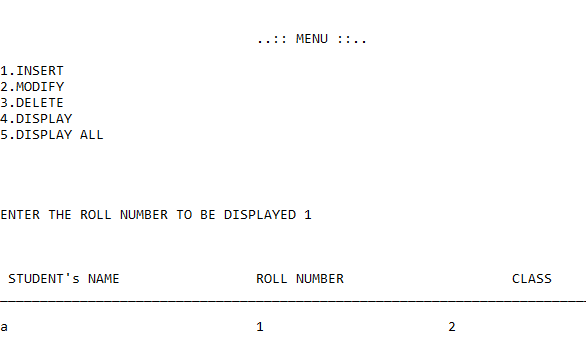 ..:: MENU ::..
1.INSERT
2.MODIFY
3.DELETE
4.DISPLAY
5.DISPLAY ALL
ENTER THE ROLL NUMBER TO BE DISPLAYED 1
STUDENT's NAME ROLL NUMBER CLASS
a 1 2